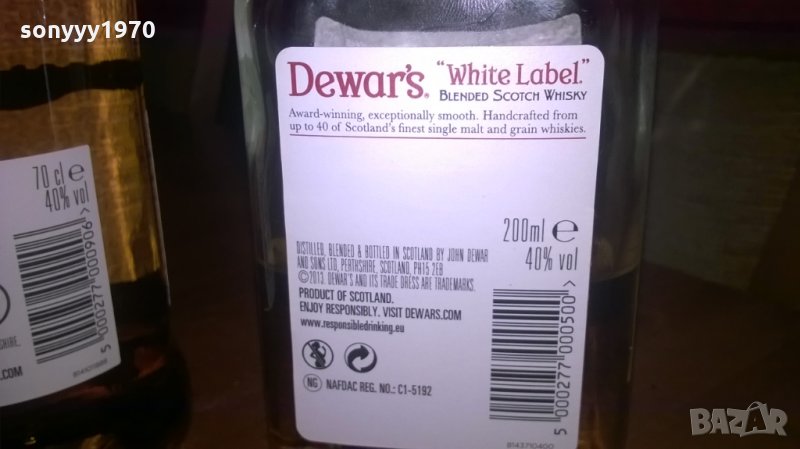 sonyyy1970
Dewar's. "White Label."
BLENDED SCOTCH WHISKY
Award-winning, exceptionally smooth. Handcrafted from
up to 40 of Scotland's finest single malt and grain whiskies.
70 cl e
40% vol
5 000277 000906 >
.COM
200ml e
40% vol
DISTILLED, BLENDED & BOTTLED IN SCOTLAND BY JOHN DEWAR
AND SONS LTD, PERTHSHIRE, SCOTLAND, PH15 2EB
©2013. DEWAR'S AND ITS TRADE DRESS ARE TRADEMARKS.
PRODUCT OF SCOTLAND.
ENJOY RESPONSIBLY. VISIT DEWARS.COM
www.responsibledrinking.eu
NG NAFDAC REG. NO.: C1-5192
5 000277 000500 >
8143710400
BAZAR